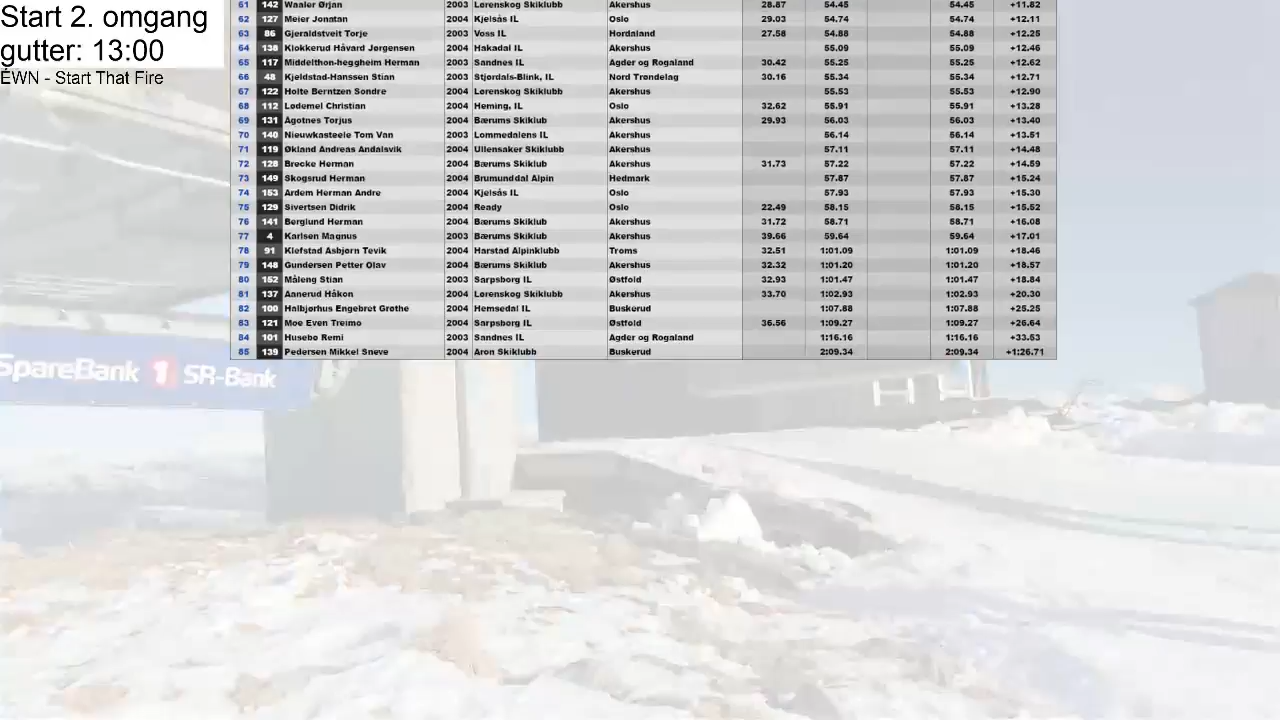 Start 2. omgang
gutter: 13:00
ÉWN - Start That Fire
61 142 Waaler Ørjan 2003 Lørenskog Skiklubb Akershus 28.87 54.45 54.45 +11.82
62 127 Meier Jonatan 2004 Kjelsås IL Oslo 29.03 54.74 54.74 +12.11
63 86 Gjeraldstveit Torje 2003 Voss IL Hordaland 27.58 54.88 54.88 +12.25
64 138 Klokkerud Håvard Jørgensen 2004 Hakadal IL Akershus 55.09 55.09 +12.46
65 117 Middelthon-heggheim Herman 2003 Sandnes IL Agder og Rogaland 30.42 55.25 55.25 +12.62
66 48 Kjeldstad-Hanssen Stian 2003 Stjørdals-Blink, IL Nord Trøndelag 30.16 55.34 55.34 +12.71
67 122 Holte Berntzen Sondre 2004 Lørenskog Skiklubb Akershus 55.53 55.53 +12.90
68 112 Lødemel Christian 2004 Heming, IL Oslo 32.62 55.91 55.91 +13.28
69 131 Ågotnes Torjus 2004 Bærums Skiklub Akershus 29.93 56.03 56.03 +13.40
70 140 Nieuwkasteele Tom Van 2003 Lommedalens IL Akershus 56.14 56.14 +13.51
71 119 Økland Andreas Andalsvik 2004 Ullensaker Skiklubb Akershus 57.11 57.11 +14.48
72 128 Brecke Herman 2004 Bærums Skiklub Akershus 31.73 57.22 57.22 +14.59
73 149 Skogsrud Herman 2004 Brumunddal Alpin Hedmark 57.87 57.87 +15.24
74 153 Ardem Herman Andre 2004 Kjelsås IL Oslo 57.93 57.93 +15.30
75 129 Sivertsen Didrik 2004 Ready Oslo 22.49 58.15 58.15 +15.52
76 141 Berglund Herman 2004 Bærums Skiklub Akershus 31.72 58.71 58.71 +16.08
77 4 Karlsen Magnus 2003 Bærums Skiklub Akershus 39.66 59.64 59.64 +17.01
78 91 Klefstad Asbjørn Tevik 2004 Harstad Alpinklubb Troms 32.51 1:01.09 1:01.09 +18.46
79 148 Gundersen Petter Olav 2004 Bærums Skiklub Akershus 32.32 1:01.20 1:01.20 +18.57
80 152 Måleng Stian 2003 Sarpsborg IL Østfold 32.93 1:01.47 1:01.47 +18.84
81 137 Aanerud Håkon 2004 Lørenskog Skiklubb Akershus 33.70 1:02.93 1:02.93 +20.30
82 100 Halbjørhus Engebret Grøthe 2004 Hemsedal IL Buskerud 1:07.88 1:07.88 +25.25
83 121 Moe Even Treimo 2004 Sarpsborg IL Østfold 36.56 1:09.27 1:09.27 +26.64
84 101 Husebø Remi 2003 Sandnes IL Agder og Rogaland 1:16.16 1:16.16 +33.53
85 139 Pedersen Mikkel Sneve 2004 Aron Skiklubb Buskerud 2:09.34 2:09.34 +1:26.71
SpareBank 1 SR-Bank